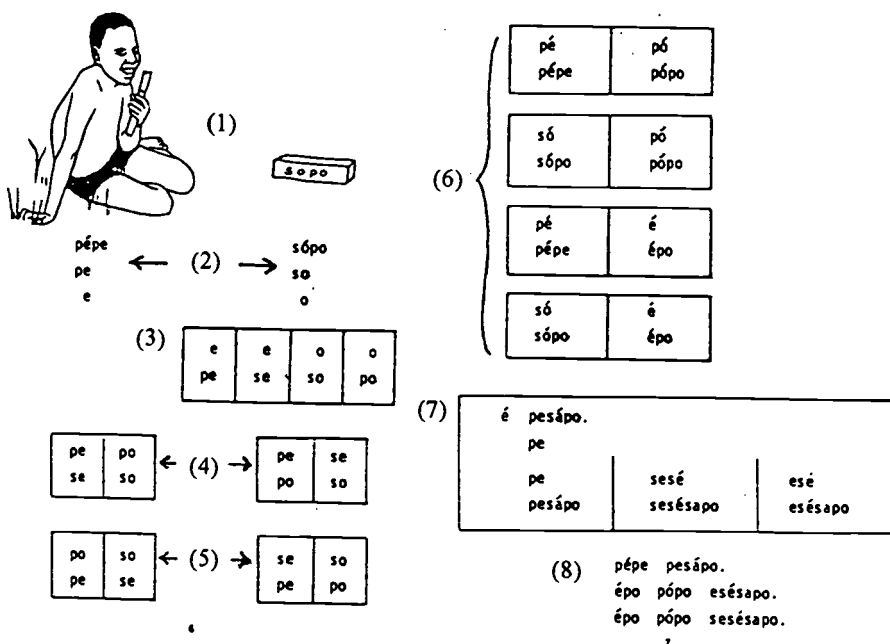 (1)
sopo
pépe
pe
e
(2)
sópo
so
o
(3)
e e o o
pe se so po
(4)
pe po
se so
pe se
po so
(5)
po so
pe se
se so
pe po
(6)
pé pó
pépe pópo
só pó
sópo pópo
pé é
pépe épo
só é
sópo épo
(7)
é pesápo.
pe
pe sesé esé
pesápo sesésapo esésapo
(8)
pépe pesápo.
épo pópo esésapo.
épo pópo sesésapo.